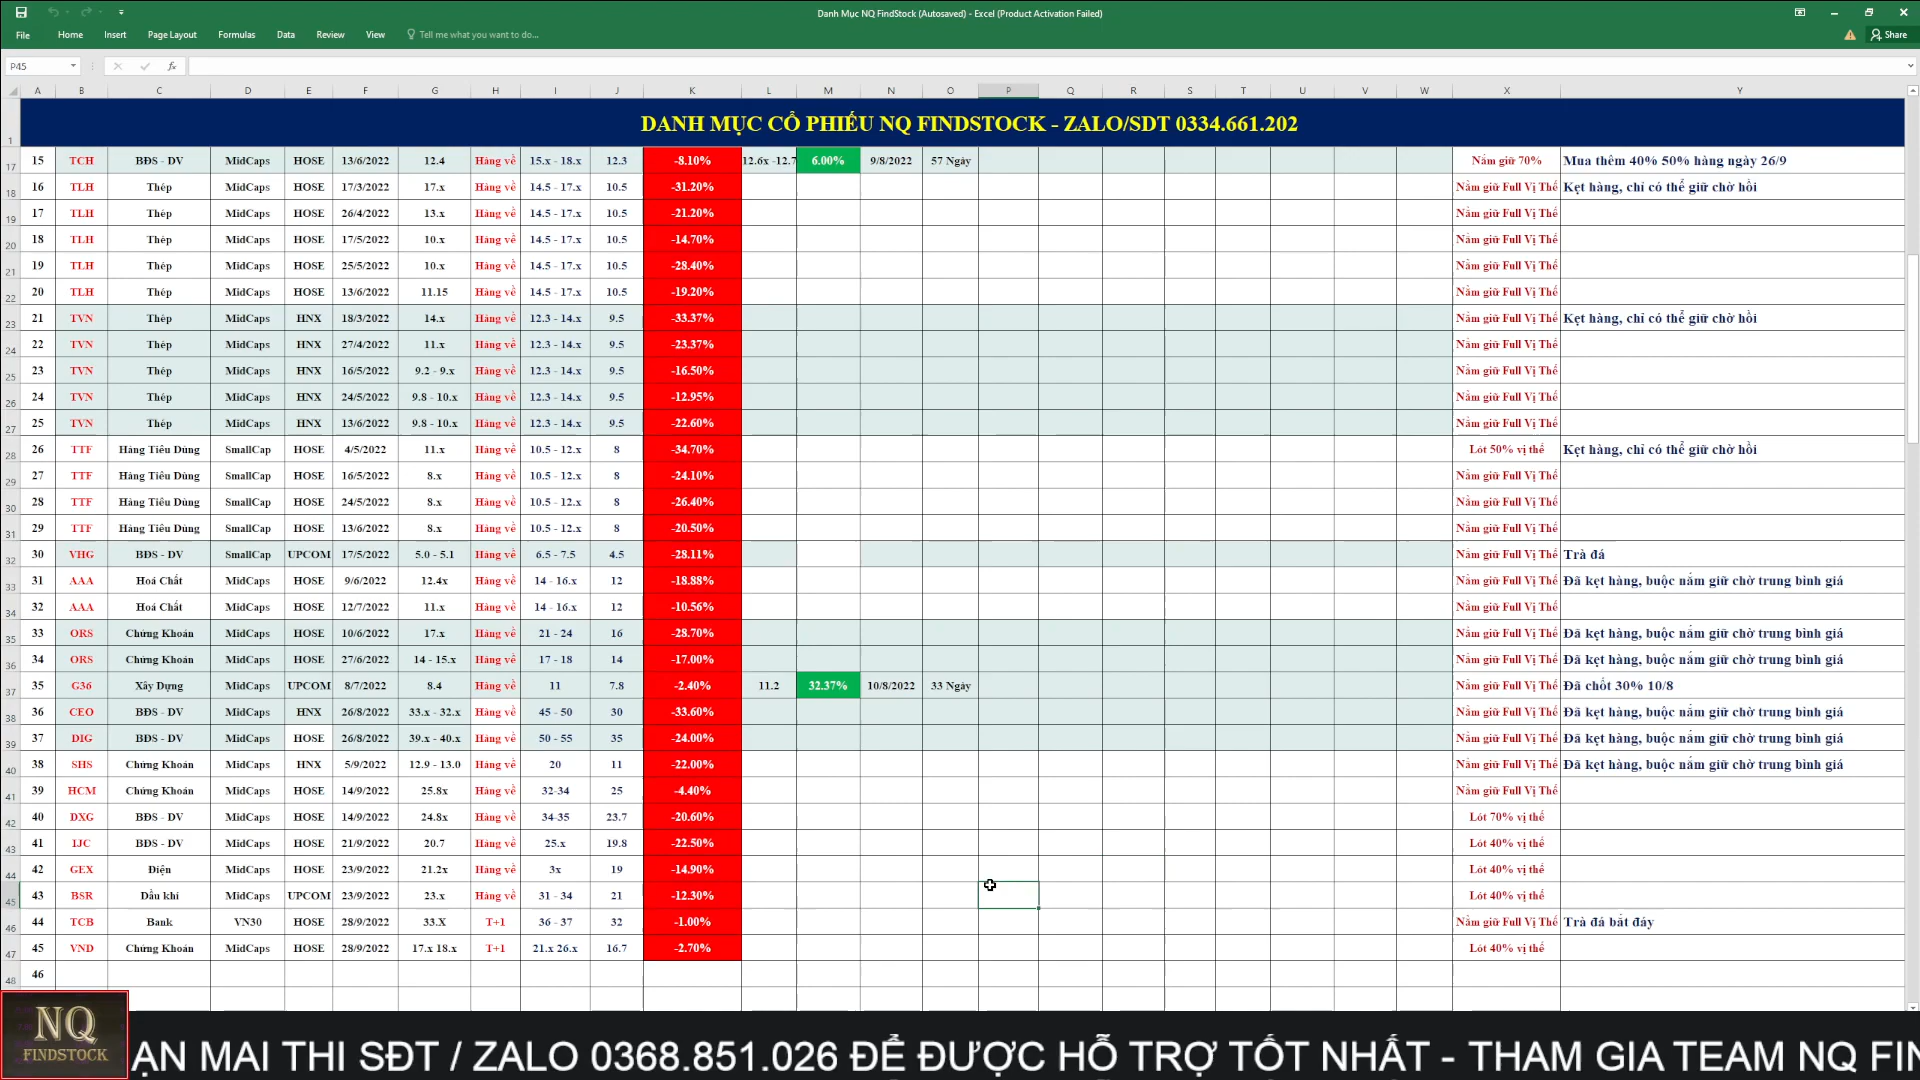 Danh Mục NQ FindStock (Autosaved) - Excel (Product Activation Failed)
File Home Insert Page Layout Formulas Data Review View Tell me what you want to do... Share
P45 fx
A B C D E F G H I J K L M N O P Q R S T U V W X Y
1 DANH MỤC CỔ PHIẾU NQ FINDSTOCK - ZALO/SDT 0334.661.202
17 15 TCH BĐS - DV MidCaps HOSE 13/6/2022 12.4 Hàng về 15.x - 18.x 12.3 -8.10% 12.6x -12.7 6.00% 9/8/2022 57 Ngày Nắm giữ 70% Mua thêm 40% 50% hàng ngày 26/9
18 16 TLH Thép MidCaps HOSE 17/3/2022 17.x Hàng về 14.5 - 17.x 10.5 -31.20% Nắm giữ Full Vị Thế Kẹt hàng, chỉ có thể giữ chờ hồi
19 17 TLH Thép MidCaps HOSE 26/4/2022 13.x Hàng về 14.5 - 17.x 10.5 -21.20% Nắm giữ Full Vị Thế
20 18 TLH Thép MidCaps HOSE 17/5/2022 10.x Hàng về 14.5 - 17.x 10.5 -14.70% Nắm giữ Full Vị Thế
21 19 TLH Thép MidCaps HOSE 25/5/2022 10.x Hàng về 14.5 - 17.x 10.5 -28.40% Nắm giữ Full Vị Thế
22 20 TLH Thép MidCaps HOSE 13/6/2022 11.15 Hàng về 14.5 - 17.x 10.5 -19.20% Nắm giữ Full Vị Thế
23 21 TVN Thép MidCaps HNX 18/3/2022 14.x Hàng về 12.3 - 14.x 9.5 -33.37% Nắm giữ Full Vị Thế Kẹt hàng, chỉ có thể giữ chờ hồi
24 22 TVN Thép MidCaps HNX 27/4/2022 11.x Hàng về 12.3 - 14.x 9.5 -23.37% Nắm giữ Full Vị Thế
25 23 TVN Thép MidCaps HNX 16/5/2022 9.2 - 9.x Hàng về 12.3 - 14.x 9.5 -16.50% Nắm giữ Full Vị Thế
26 24 TVN Thép MidCaps HNX 24/5/2022 9.8 - 10.x Hàng về 12.3 - 14.x 9.5 -12.95% Nắm giữ Full Vị Thế
27 25 TVN Thép MidCaps HNX 13/6/2022 9.8 - 10.x Hàng về 12.3 - 14.x 9.5 -22.60% Nắm giữ Full Vị Thế
28 26 TTF Hàng Tiêu Dùng SmallCap HOSE 4/5/2022 11.x Hàng về 10.5 - 12.x 8 -34.70% Lót 50% vị thế Kẹt hàng, chỉ có thể giữ chờ hồi
29 27 TTF Hàng Tiêu Dùng SmallCap HOSE 16/5/2022 8.x Hàng về 10.5 - 12.x 8 -24.10% Nắm giữ Full Vị Thế
30 28 TTF Hàng Tiêu Dùng SmallCap HOSE 24/5/2022 8.x Hàng về 10.5 - 12.x 8 -26.40% Nắm giữ Full Vị Thế
31 29 TTF Hàng Tiêu Dùng SmallCap HOSE 13/6/2022 8.x Hàng về 10.5 - 12.x 8 -20.50% Nắm giữ Full Vị Thế
32 30 VHG BĐS - DV SmallCap UPCOM 17/5/2022 5.0 - 5.1 Hàng về 6.5 - 7.5 4.5 -28.11% Nắm giữ Full Vị Thế Trà đá
33 31 AAA Hoá Chất MidCaps HOSE 9/6/2022 12.4x Hàng về 14 - 16.x 12 -18.88% Nắm giữ Full Vị Thế Đã kẹt hàng, buộc nắm giữ chờ trung bình giá
34 32 AAA Hoá Chất MidCaps HOSE 12/7/2022 11.x Hàng về 14 - 16.x 12 -10.56% Nắm giữ Full Vị Thế
35 33 ORS Chứng Khoán MidCaps HOSE 10/6/2022 17.x Hàng về 21 - 24 16 -28.70% Nắm giữ Full Vị Thế Đã kẹt hàng, buộc nắm giữ chờ trung bình giá
36 34 ORS Chứng Khoán MidCaps HOSE 27/6/2022 14 - 15.x Hàng về 17 - 18 14 -17.00% Nắm giữ Full Vị Thế Đã kẹt hàng, buộc nắm giữ chờ trung bình giá
37 35 G36 Xây Dựng MidCaps UPCOM 8/7/2022 8.4 Hàng về 11 7.8 -2.40% 11.2 32.37% 10/8/2022 33 Ngày Nắm giữ Full Vị Thế Đã chốt 30% 10/8
38 36 CEO BĐS - DV MidCaps HNX 26/8/2022 33.x - 32.x Hàng về 45 - 50 30 -33.60% Nắm giữ Full Vị Thế Đã kẹt hàng, buộc nắm giữ chờ trung bình giá
39 37 DIG BĐS - DV MidCaps HOSE 26/8/2022 39.x - 40.x Hàng về 50 - 55 35 -24.00% Nắm giữ Full Vị Thế Đã kẹt hàng, buộc nắm giữ chờ trung bình giá
40 38 SHS Chứng Khoán MidCaps HNX 5/9/2022 12.9 - 13.0 Hàng về 20 11 -22.00% Nắm giữ Full Vị Thế Đã kẹt hàng, buộc nắm giữ chờ trung bình giá
41 39 HCM Chứng Khoán MidCaps HOSE 14/9/2022 25.8x Hàng về 32-34 25 -4.40% Nắm giữ Full Vị Thế
42 40 DXG BĐS - DV MidCaps HOSE 14/9/2022 24.8x Hàng về 34-35 23.7 -20.60% Lót 70% vị thế
43 41 IJC BĐS - DV MidCaps HOSE 21/9/2022 20.7 Hàng về 25.x 19.8 -22.50% Lót 40% vị thế
44 42 GEX Điện MidCaps HOSE 23/9/2022 21.2x Hàng về 3x 19 -14.90% Lót 40% vị thế
45 43 BSR Dầu khí MidCaps UPCOM 23/9/2022 23.x Hàng về 31 - 34 21 -12.30% Lót 40% vị thế
46 44 TCB Bank VN30 HOSE 28/9/2022 33.X T+1 36 - 37 32 -1.00% Nắm giữ Full Vị Thế Trà đá bắt đáy
47 45 VND Chứng Khoán MidCaps HOSE 28/9/2022 17.x 18.x T+1 21.x 26.x 16.7 -2.70% Lót 40% vị thế
48 46
NQ
FINDSTOCK
ẠN MAI THI SĐT / ZALO 0368.851.026 ĐỂ ĐƯỢC HỖ TRỢ TỐT NHẤT - THAM GIA TEAM NQ FIN